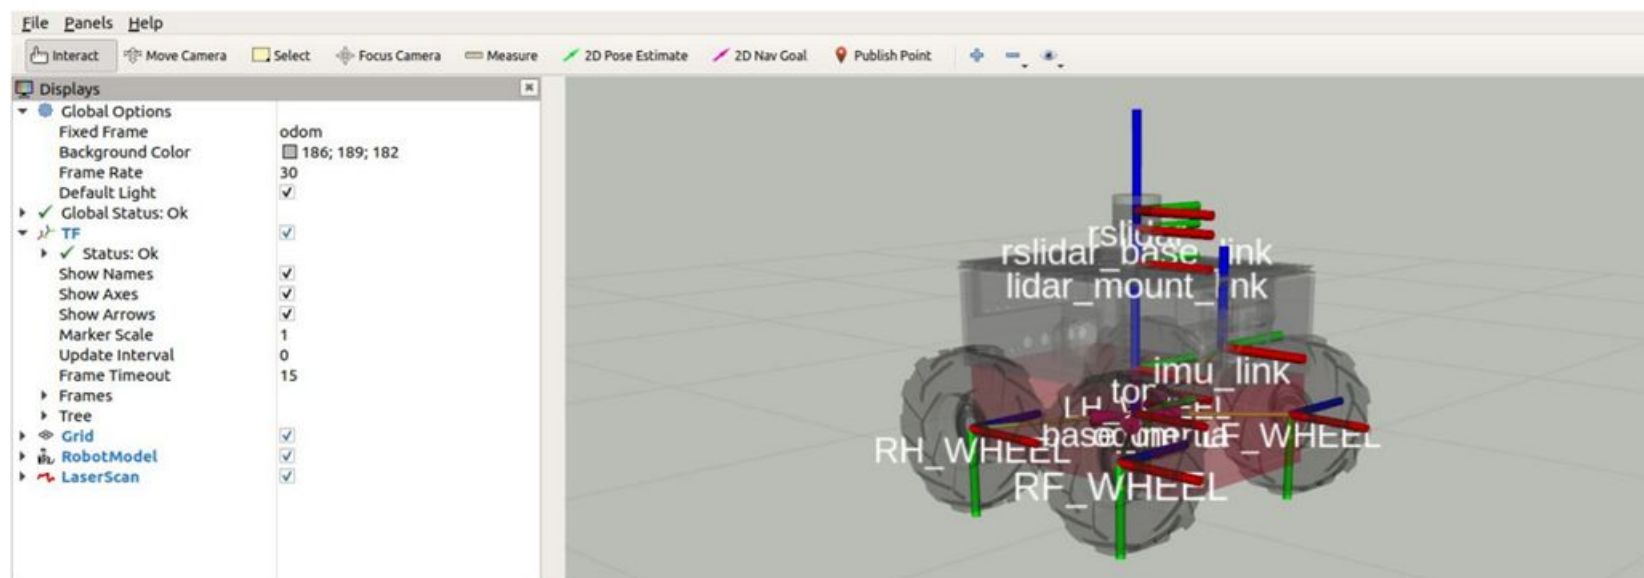 File Panels Help
Interact Move Camera Select Focus Camera Measure 2D Pose Estimate 2D Nav Goal Publish Point
Displays
Global Options
Fixed Frame odom
Background Color 186; 189; 182
Frame Rate 30
Default Light
Global Status: Ok
TF
Status: Ok
Show Names
Show Axes
Show Arrows
Marker Scale 1
Update Interval 0
Frame Timeout 15
Frames
Tree
Grid
RobotModel
LaserScan
rslidar
rslidar_base_link
lidar_mount_link
imu_link
RH_WHEEL
RF_WHEEL